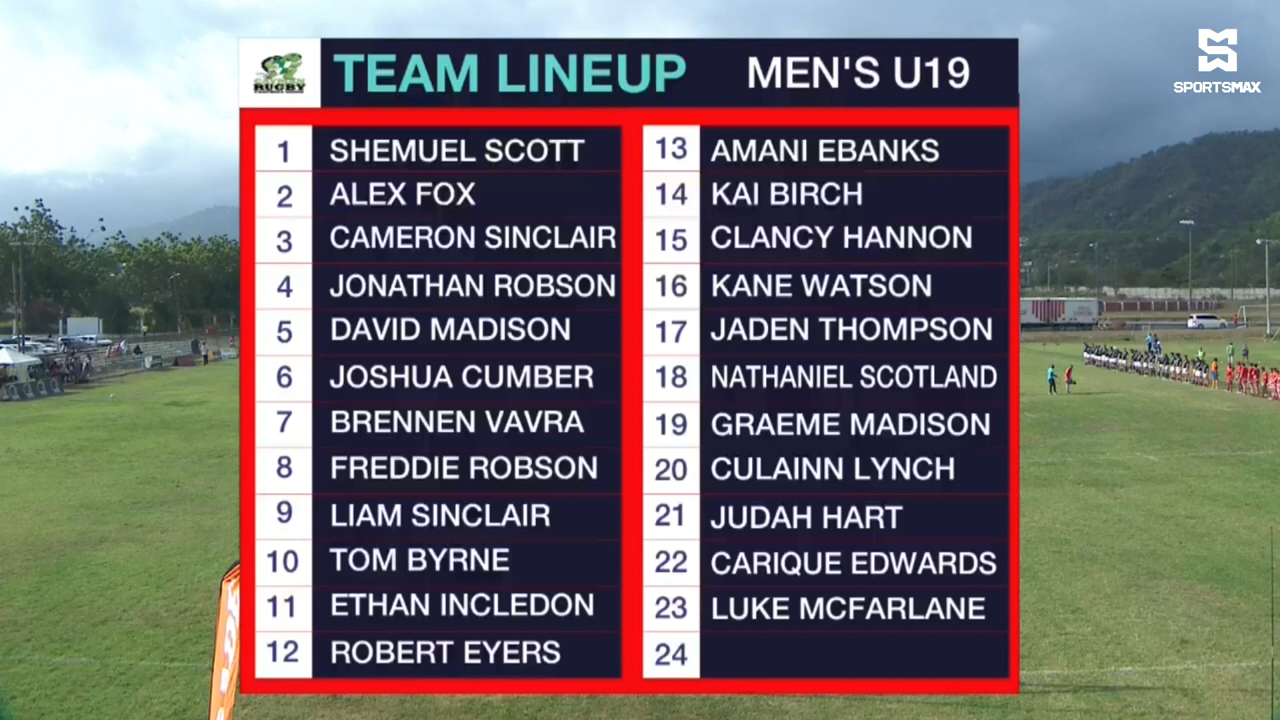 RUGBY
TEAM LINEUP
MEN'S U19
SPORTSMAX
1 SHEMUEL SCOTT
2 ALEX FOX
3 CAMERON SINCLAIR
4 JONATHAN ROBSON
5 DAVID MADISON
6 JOSHUA CUMBER
7 BRENNEN VAVRA
8 FREDDIE ROBSON
9 LIAM SINCLAIR
10 TOM BYRNE
11 ETHAN INCLEDON
12 ROBERT EYERS
13 AMANI EBANKS
14 KAI BIRCH
15 CLANCY HANNON
16 KANE WATSON
17 JADEN THOMPSON
18 NATHANIEL SCOTLAND
19 GRAEME MADISON
20 CULAINN LYNCH
21 JUDAH HART
22 CARIQUE EDWARDS
23 LUKE MCFARLANE
24